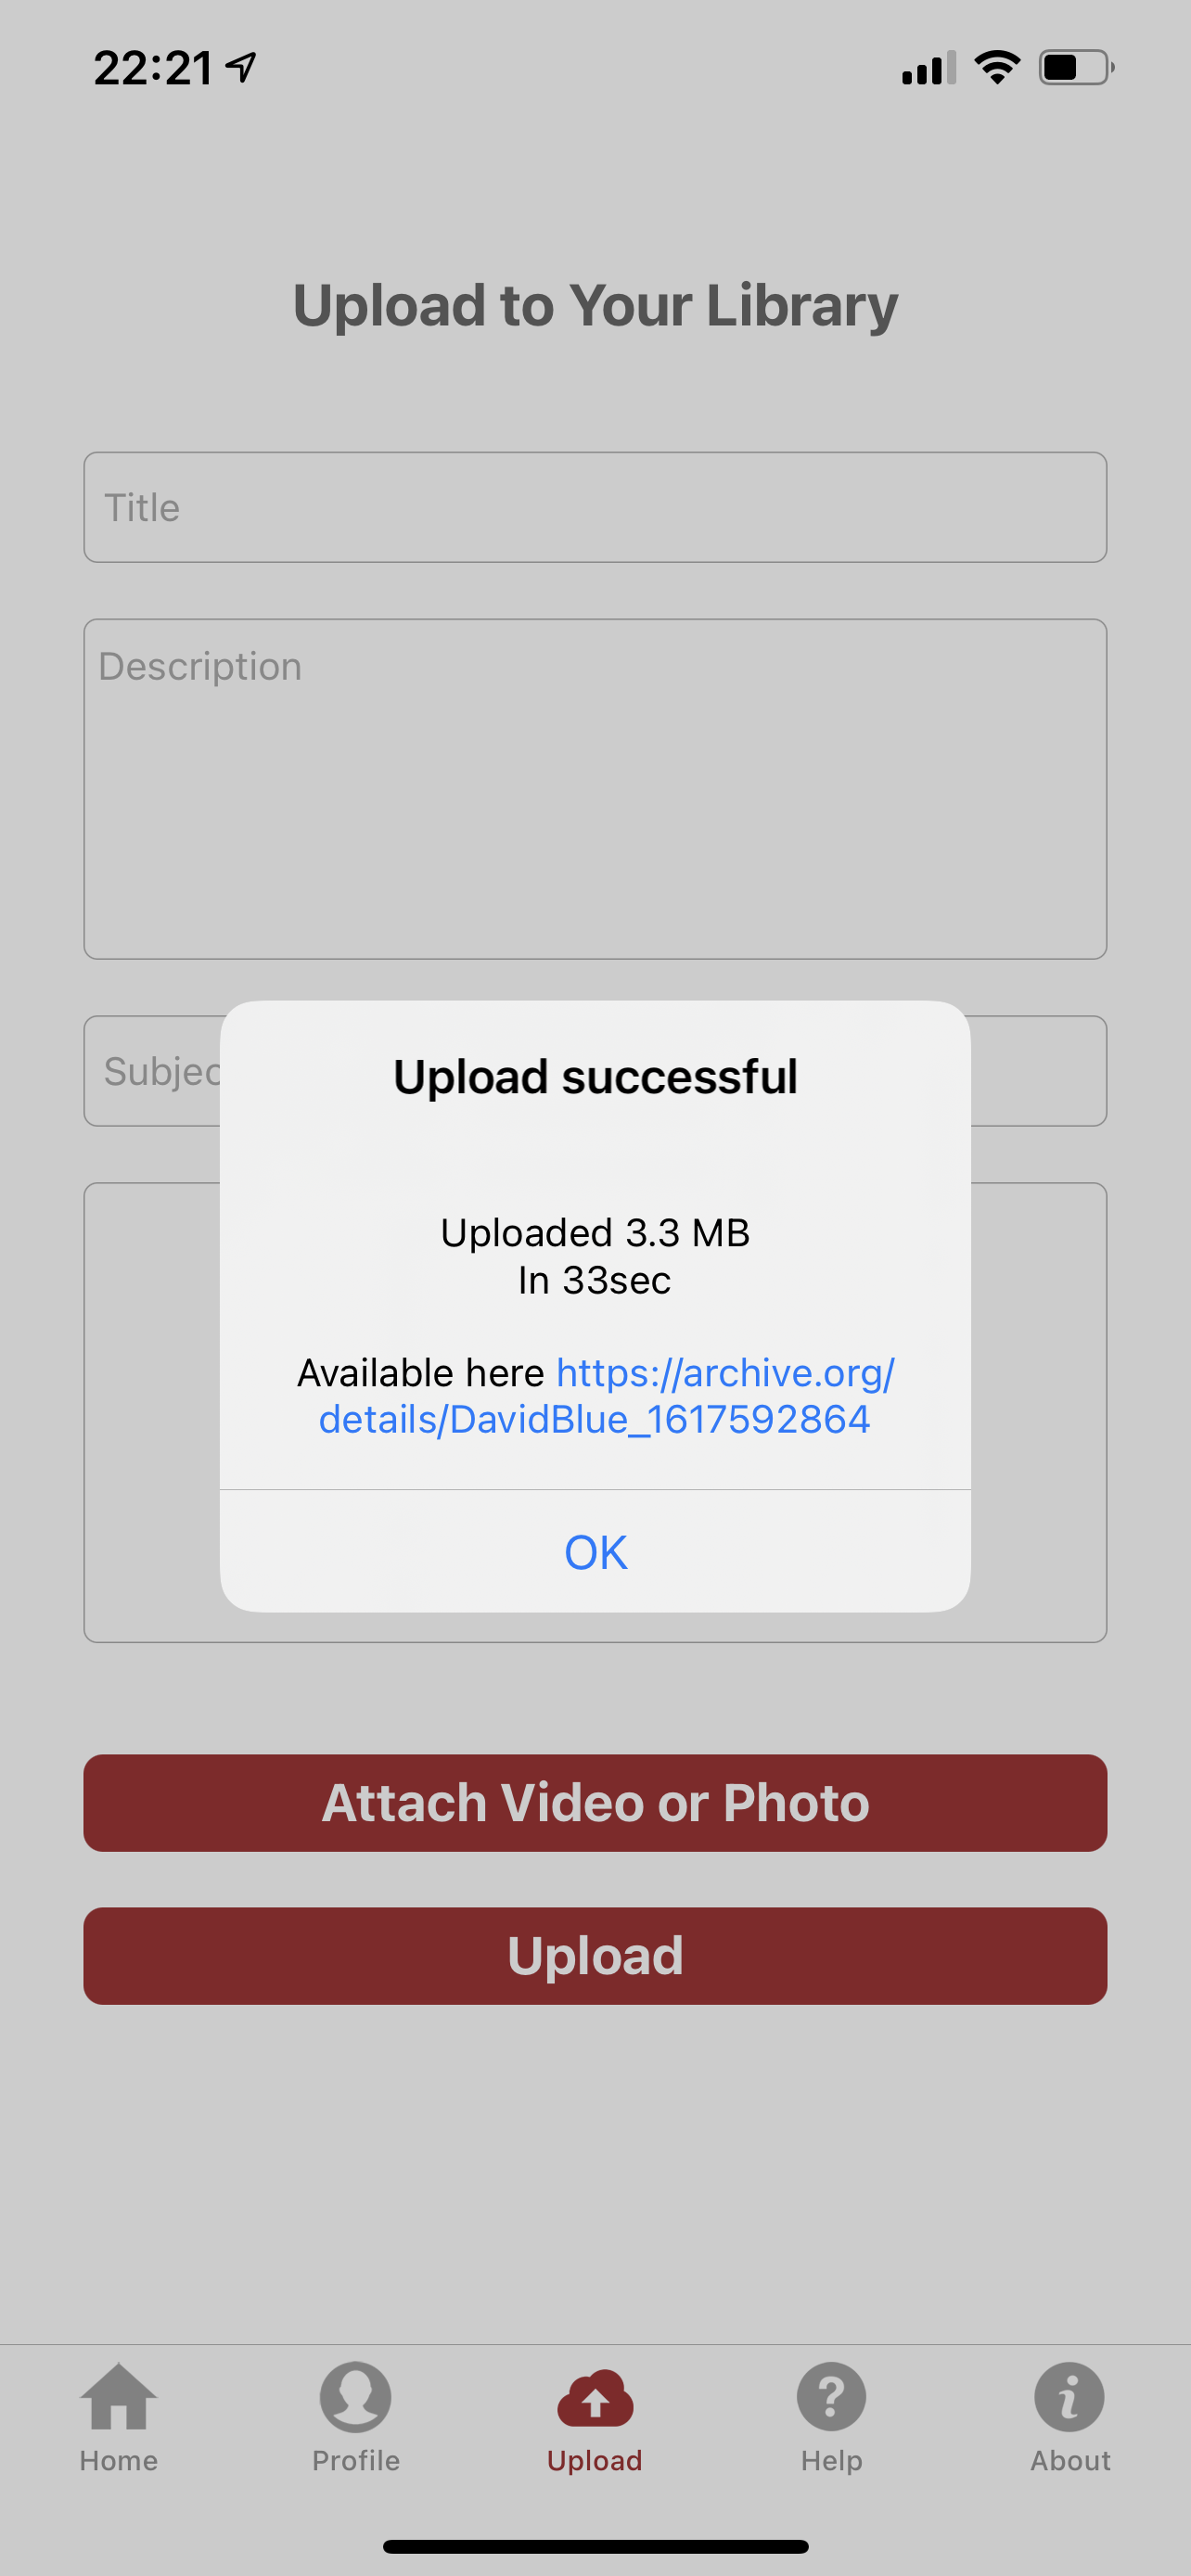 22:21
Upload to Your Library
Title
Description
Subjec
Upload successful
Uploaded 3.3 MB
In 33sec
Available here https://archive.org/
details/DavidBlue_1617592864
OK
Attach Video or Photo
Upload
Home
Profile
Upload
Help
About